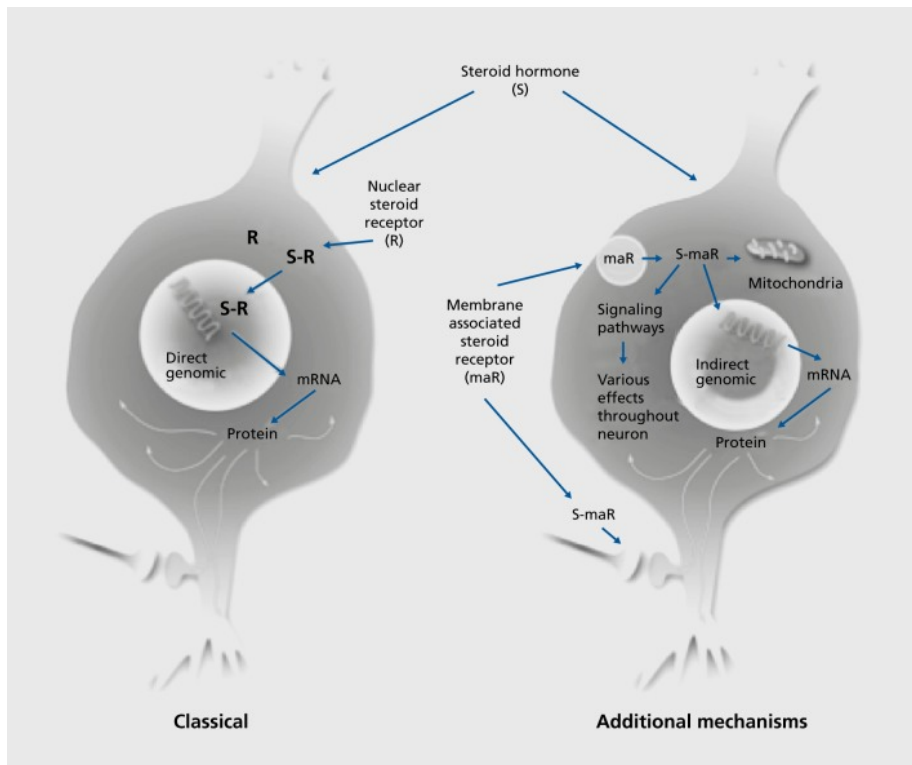 Steroid hormone
(S)
Nuclear
steroid
receptor
(R)
R
S-R
S-R
Direct
genomic
mRNA
Protein
Membrane
associated
steroid
receptor
(maR)
maR
S-maR
Mitochondria
Signaling
pathways
Various
effects
throughout
neuron
Indirect
genomic
mRNA
Protein
S-maR
Classical
Additional mechanisms